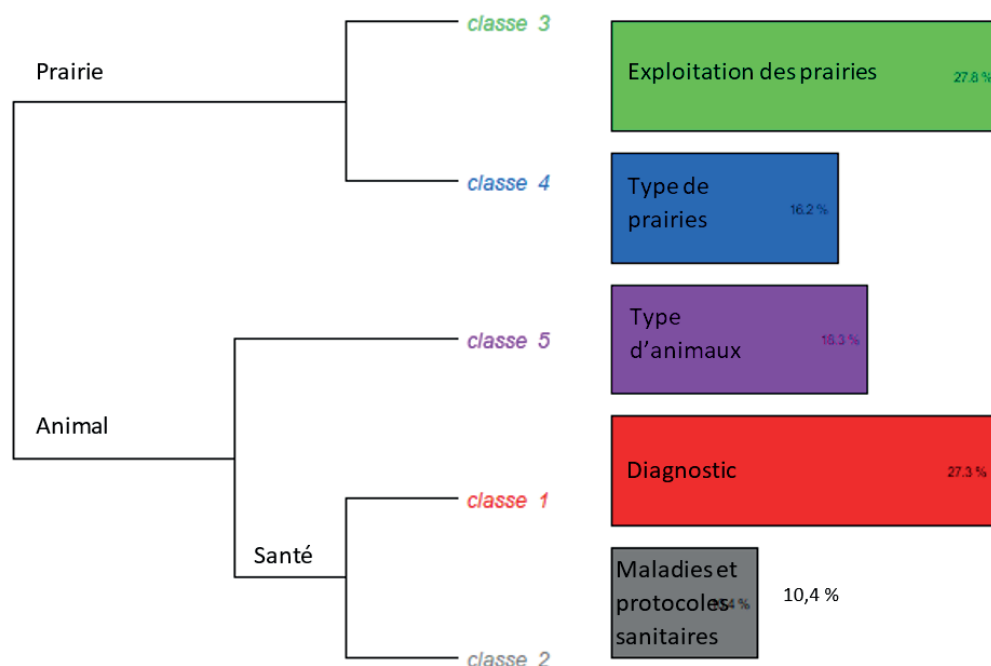 classe 3
Prairie
Exploitation des prairies 27.8 %
classe 4
Type de
prairies
16.2 %
classe 5
Type
d'animaux
18.3 %
Animal
classe 1
Diagnostic 27.3 %
Santé
Maladies et
protocoles
sanitaires
10,4 %
classe 2